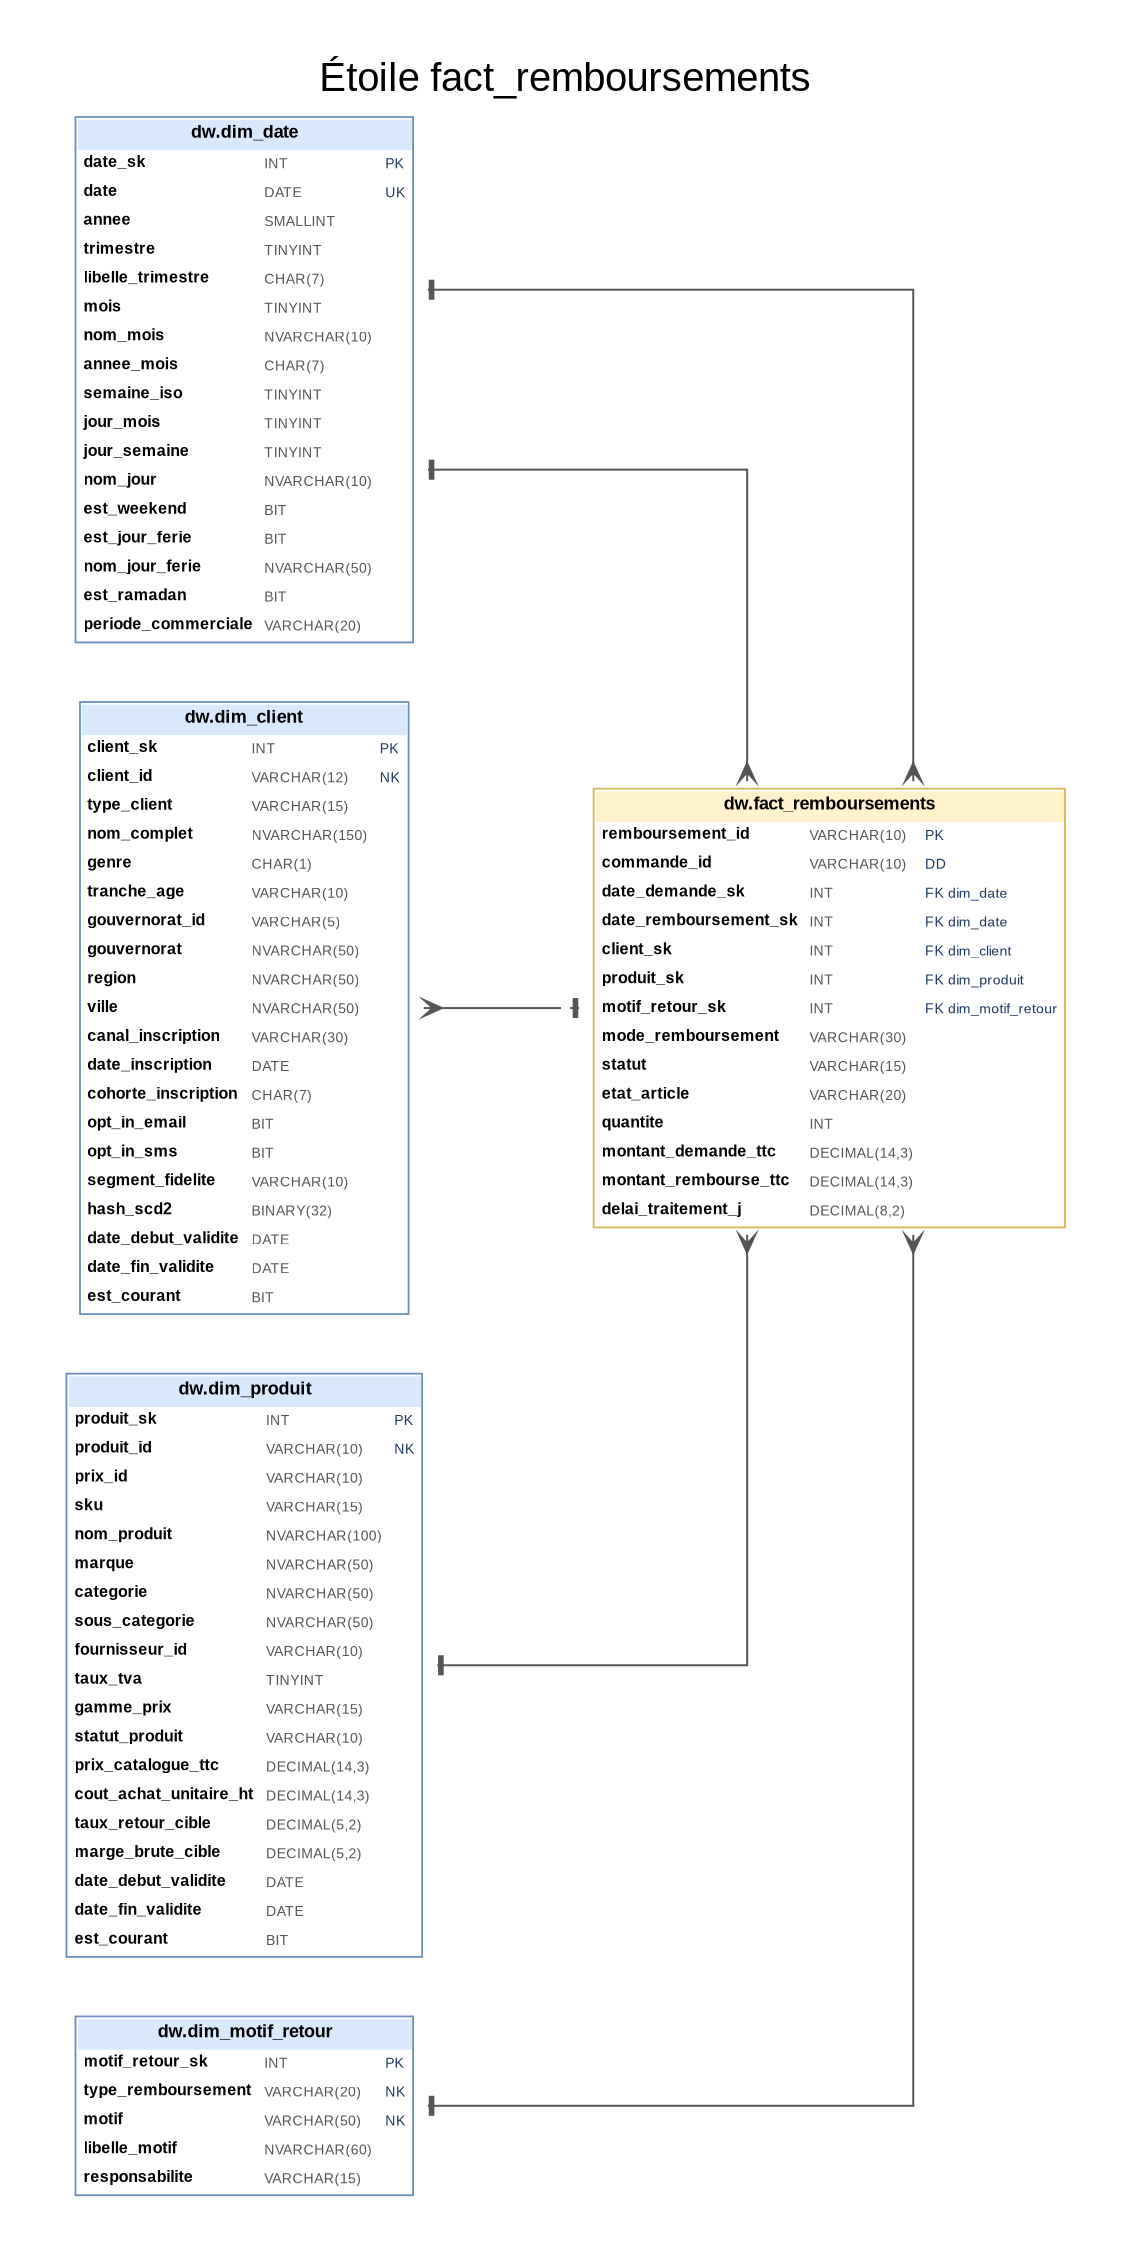 Étoile fact_remboursements
dw.dim_date
date_sk INT PK
date DATE UK
annee SMALLINT
trimestre TINYINT
libelle_trimestre CHAR(7)
mois TINYINT
nom_mois NVARCHAR(10)
annee_mois CHAR(7)
semaine_iso TINYINT
jour_mois TINYINT
jour_semaine TINYINT
nom_jour NVARCHAR(10)
est_weekend BIT
est_jour_ferie BIT
nom_jour_ferie NVARCHAR(50)
est_ramadan BIT
periode_commerciale VARCHAR(20)
dw.dim_client
client_sk INT PK
client_id VARCHAR(12) NK
type_client VARCHAR(15)
nom_complet NVARCHAR(150)
genre CHAR(1)
tranche_age VARCHAR(10)
gouvernorat_id VARCHAR(5)
gouvernorat NVARCHAR(50)
region NVARCHAR(50)
ville NVARCHAR(50)
canal_inscription VARCHAR(30)
date_inscription DATE
cohorte_inscription CHAR(7)
opt_in_email BIT
opt_in_sms BIT
segment_fidelite VARCHAR(10)
hash_scd2 BINARY(32)
date_debut_validite DATE
date_fin_validite DATE
est_courant BIT
dw.fact_remboursements
remboursement_id VARCHAR(10) PK
commande_id VARCHAR(10) DD
date_demande_sk INT FK dim_date
date_remboursement_sk INT FK dim_date
client_sk INT FK dim_client
produit_sk INT FK dim_produit
motif_retour_sk INT FK dim_motif_retour
mode_remboursement VARCHAR(30)
statut VARCHAR(15)
etat_article VARCHAR(20)
quantite INT
montant_demande_ttc DECIMAL(14,3)
montant_rembourse_ttc DECIMAL(14,3)
delai_traitement_j DECIMAL(8,2)
dw.dim_produit
produit_sk INT PK
produit_id VARCHAR(10) NK
prix_id VARCHAR(10)
sku VARCHAR(15)
nom_produit NVARCHAR(100)
marque NVARCHAR(50)
categorie NVARCHAR(50)
sous_categorie NVARCHAR(50)
fournisseur_id VARCHAR(10)
taux_tva TINYINT
gamme_prix VARCHAR(15)
statut_produit VARCHAR(10)
prix_catalogue_ttc DECIMAL(14,3)
cout_achat_unitaire_ht DECIMAL(14,3)
taux_retour_cible DECIMAL(5,2)
marge_brute_cible DECIMAL(5,2)
date_debut_validite DATE
date_fin_validite DATE
est_courant BIT
dw.dim_motif_retour
motif_retour_sk INT PK
type_remboursement VARCHAR(20) NK
motif VARCHAR(50) NK
libelle_motif NVARCHAR(60)
responsabilite VARCHAR(15)